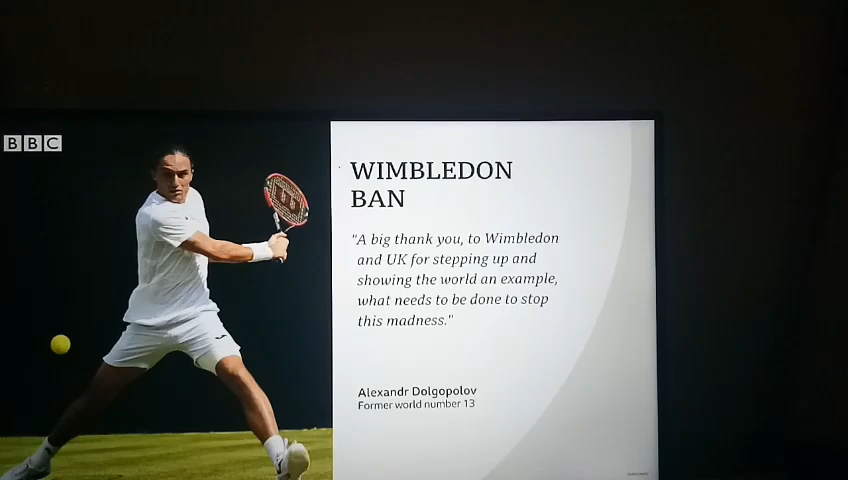 BBC
WIMBLEDON
BAN
"A big thank you, to Wimbledon
and UK for stepping up and
showing the world an example,
what needs to be done to stop
this madness."
Alexandr Dolgopolov
Former world number 13